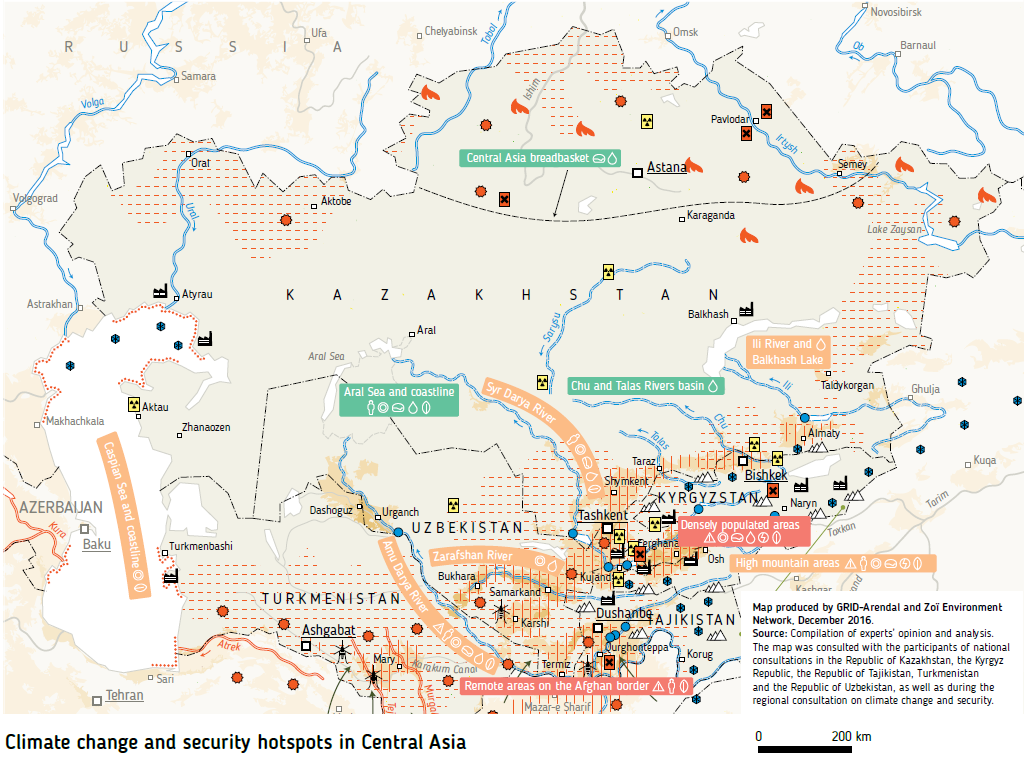 Novosibirsk
Ufa
Chelyabinsk
Tobol
Omsk
Ob
Barnaul
R U S S I A
Samara
Volga
Ishim
Pavlodar
Irtysh
Oral
Central Asia breadbasket
Astana
Semey
Volgograd
Ural
Aktobe
Karaganda
Lake Zaysan
Astrakhan
Atyrau
K A Z A K H S T A N
Balkhash
Aral
Sarysu
Aral Sea
Ili River and
Balkhash Lake
Taldykorgan
Ili
Ghulja
Aral Sea and coastline
Syr Darya River
Chu and Talas Rivers basin
Aktau
Makhachkala
Zhanaozen
Chu
Talas
Almaty
Caspian Sea and coastline
Taraz
Bishkek
Kuqa
Shymkent
KYRGYZSTAN
Naryn
Tarim
AZERBAIJAN
Kura
Baku
Dashoguz
Urganch
UZBEKISTAN
Tashkent
Densely populated areas
Toxkan
Turkmenbashi
Amu Darya River
Zarafshan River
Ferghana
Osh
High mountain areas
Bukhara
Kujand
Kashgar
Samarkand
TURKMENISTAN
Karshi
Dushanbe
TAJIKISTAN
Ashgabat
Atrek
Mary
Karakum Canal
Qurghonteppa
Termiz
Korug
Sari
Murgab
Remote areas on the Afghan border
Tehran
Mazar-e Sharif
Map produced by GRID-Arendal and Zoï Environment
Network, December 2016.
Source: Compilation of experts' opinion and analysis.
The map was consulted with the participants of national
consultations in the Republic of Kazakhstan, the Kyrgyz
Republic, the Republic of Tajikistan, Turkmenistan
and the Republic of Uzbekistan, as well as during the
regional consultation on climate change and security.
Climate change and security hotspots in Central Asia
0 200 km